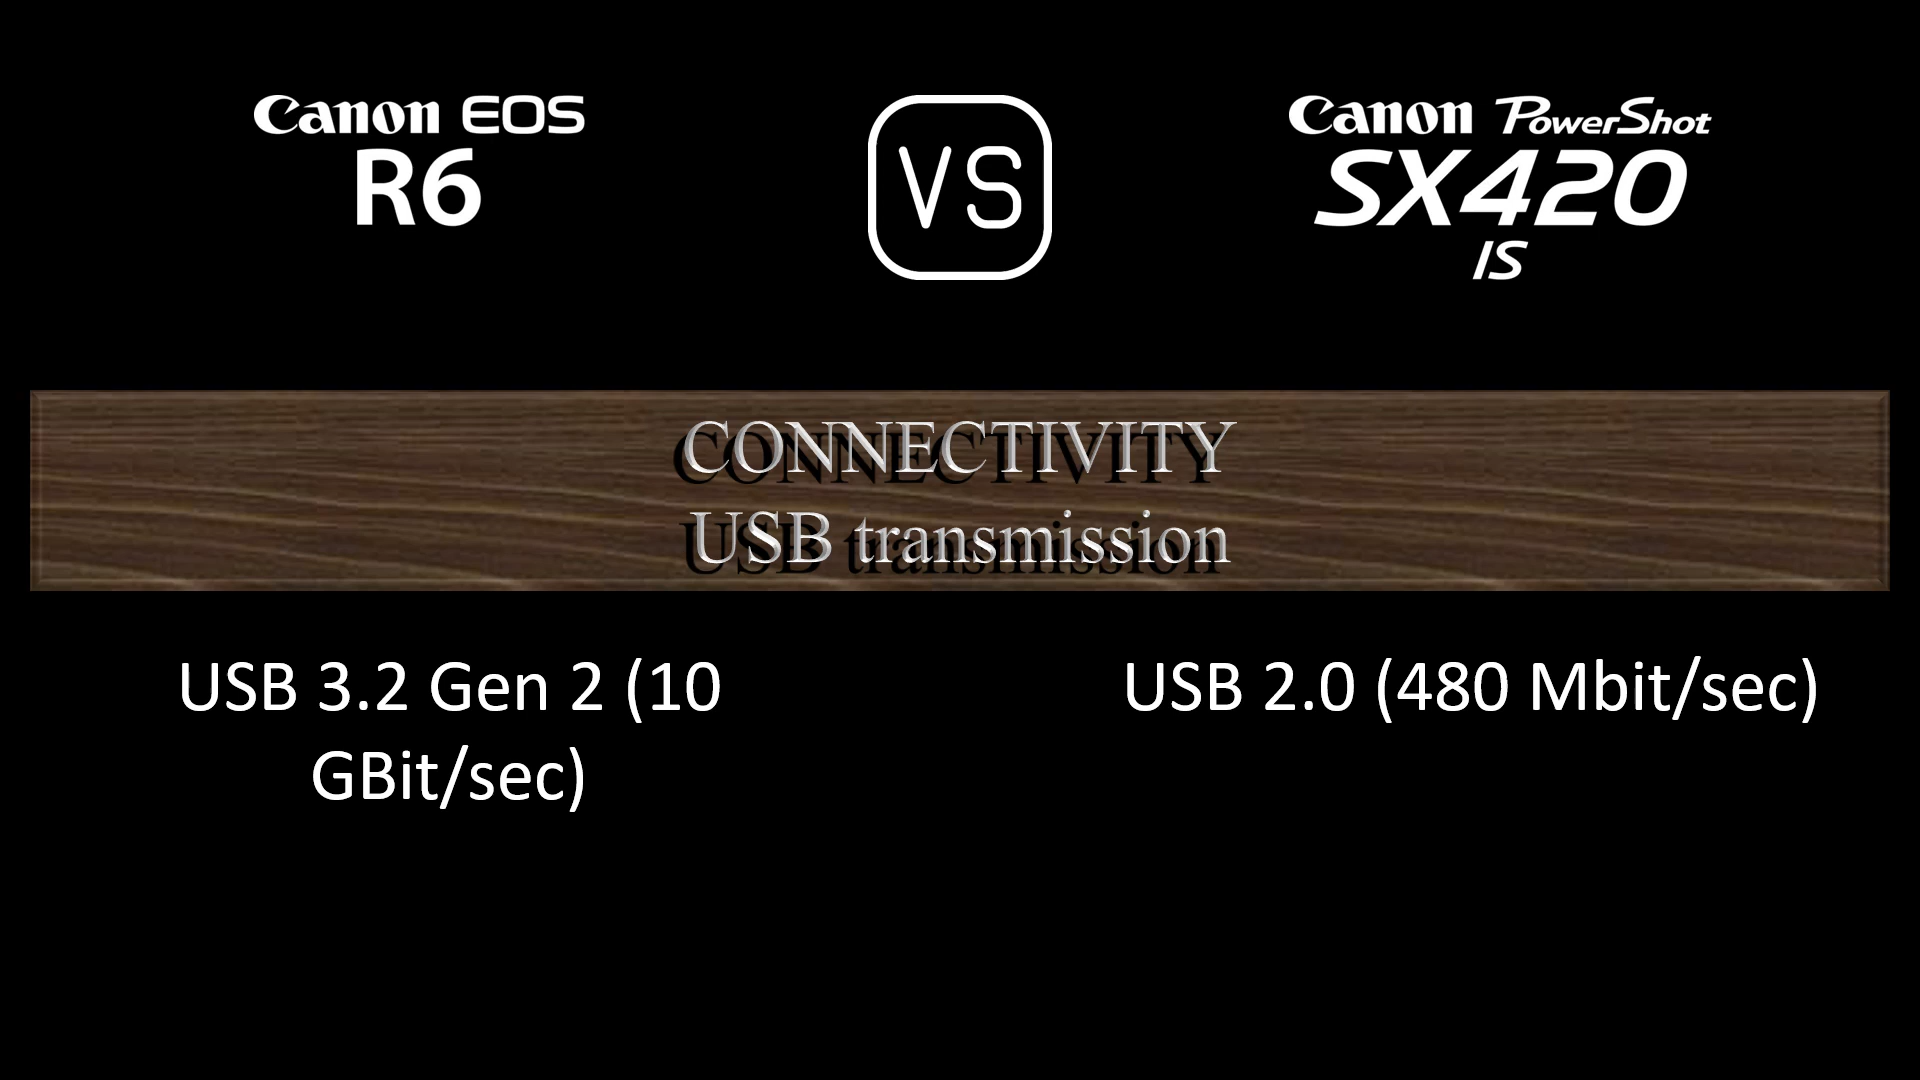 Canon EOS
R6
VS
Canon PowerShot
SX420
IS
CONNECTIVITY
USB transmission
USB 3.2 Gen 2 (10
GBit/sec)
USB 2.0 (480 Mbit/sec)